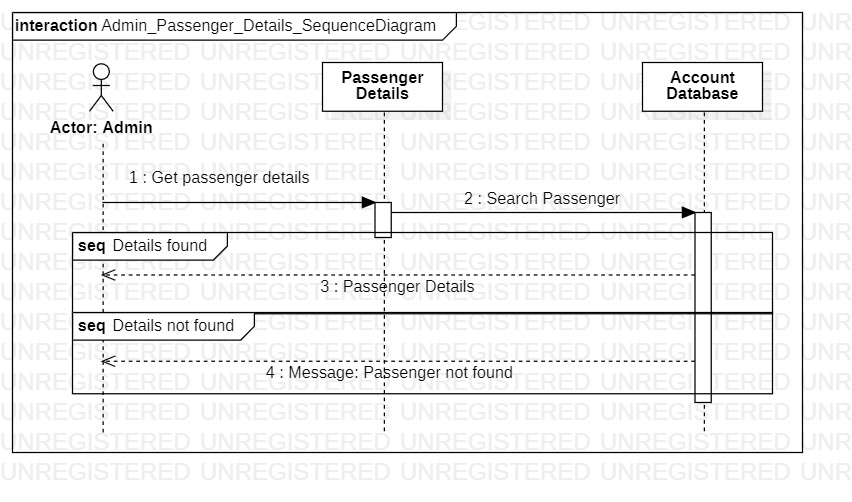 interaction Admin_Passenger_Details_SequenceDiagram
Passenger
Details
Account
Database
Actor: Admin
1 : Get passenger details
2 : Search Passenger
seq Details found
3 : Passenger Details
seq Details not found
4 : Message: Passenger not found
UNREGISTERED